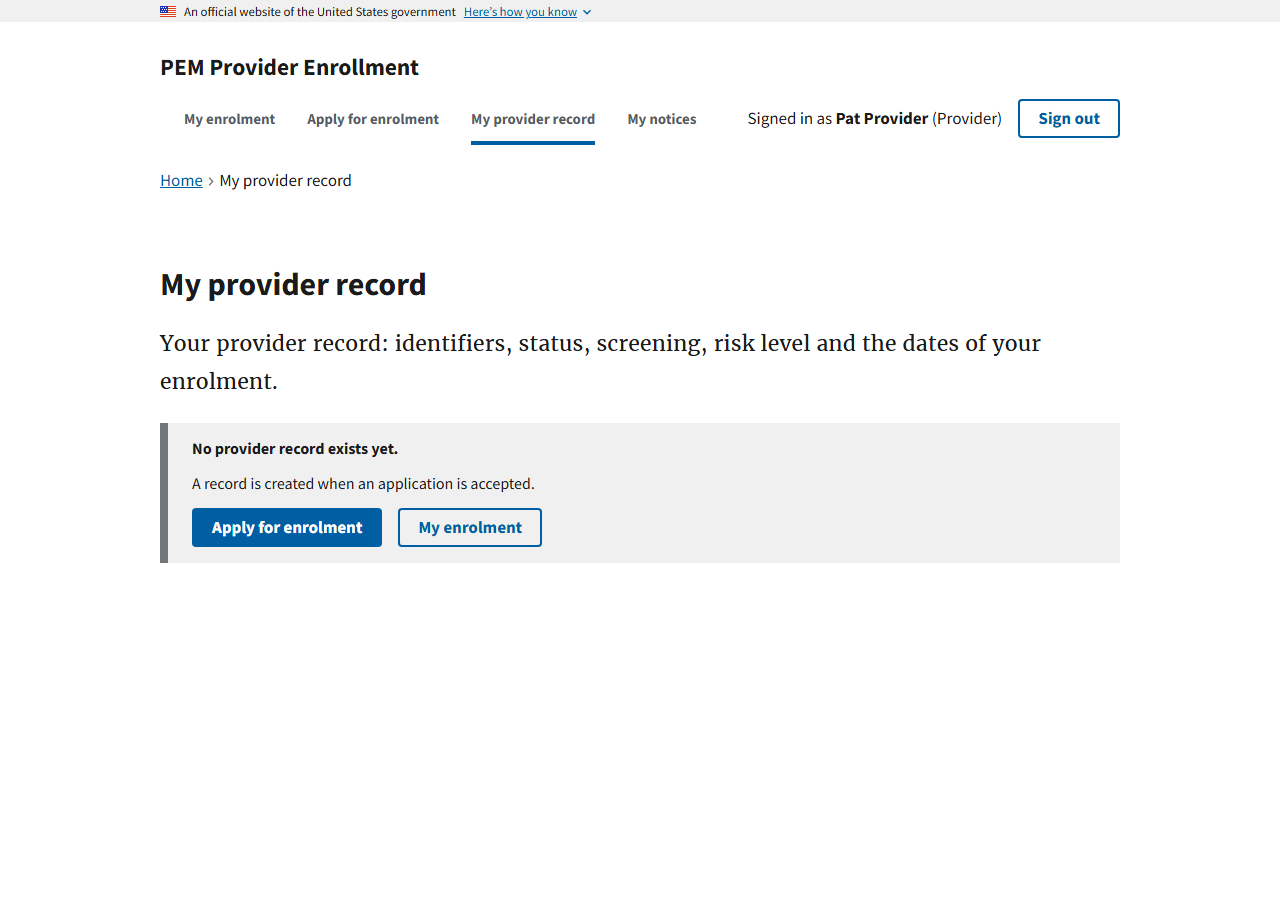 An official website of the United States government Here's how you know
PEM Provider Enrollment
My enrolment Apply for enrolment My provider record My notices Signed in as Pat Provider (Provider) Sign out
Home › My provider record
My provider record
Your provider record: identifiers, status, screening, risk level and the dates of your
enrolment.
No provider record exists yet.
A record is created when an application is accepted.
Apply for enrolment My enrolment